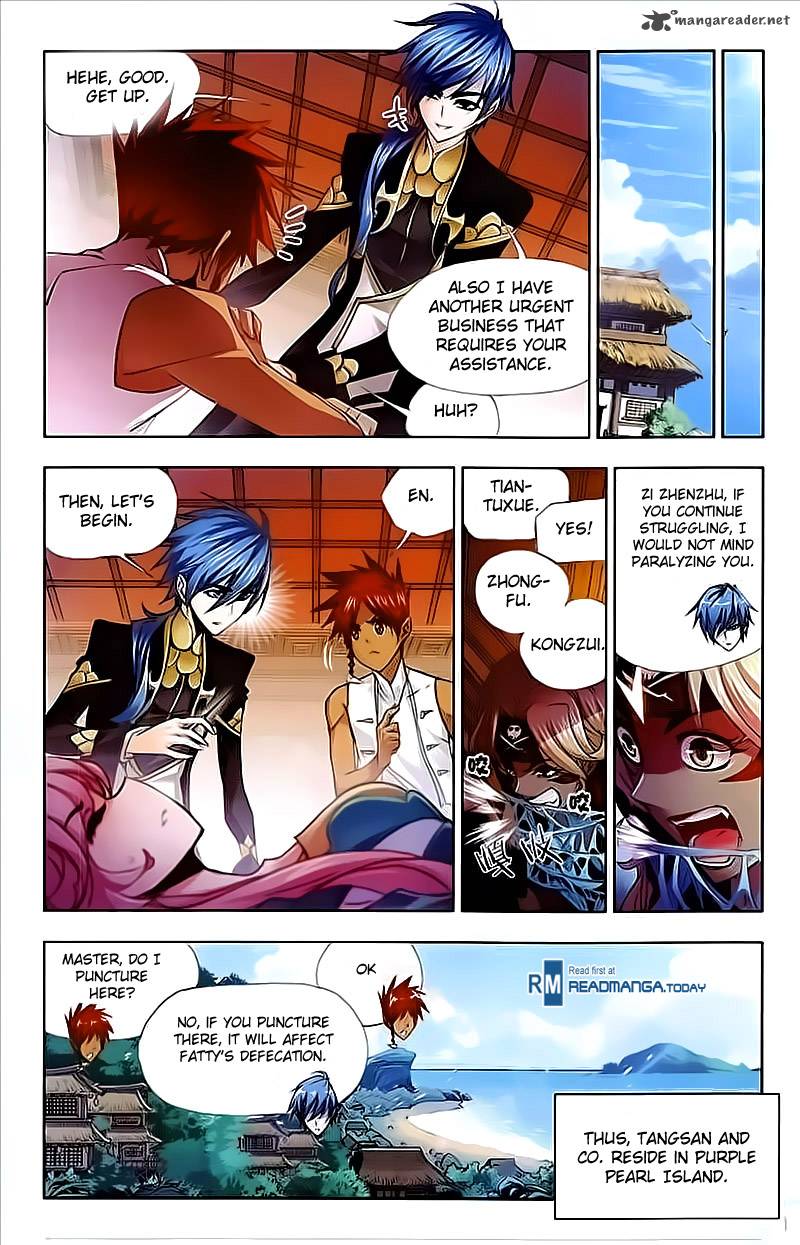 mangareader.net
HEHE, GOOD.
GET UP.
ALSO I HAVE
ANOTHER URGENT
BUSINESS THAT
REQUIRES YOUR
ASSISTANCE.
HUH?
THEN, LET'S
BEGIN.
EN.
TIAN-
TUXUE.
YES!
ZHONG-
FU.
KONGZUI.
ZI ZHENZHU, IF
YOU CONTINUE
STRUGGLING, I
WOULD NOT MIND
PARALYZING YOU.
MASTER, DO I
PUNCTURE
HERE?
OK
NO, IF YOU PUNCTURE
THERE, IT WILL AFFECT
FATTY'S DEFECATION.
RM
Read first at
READMANGA.TODAY
THUS, TANGSAN AND
CO. RESIDE IN PURPLE
PEARL ISLAND.